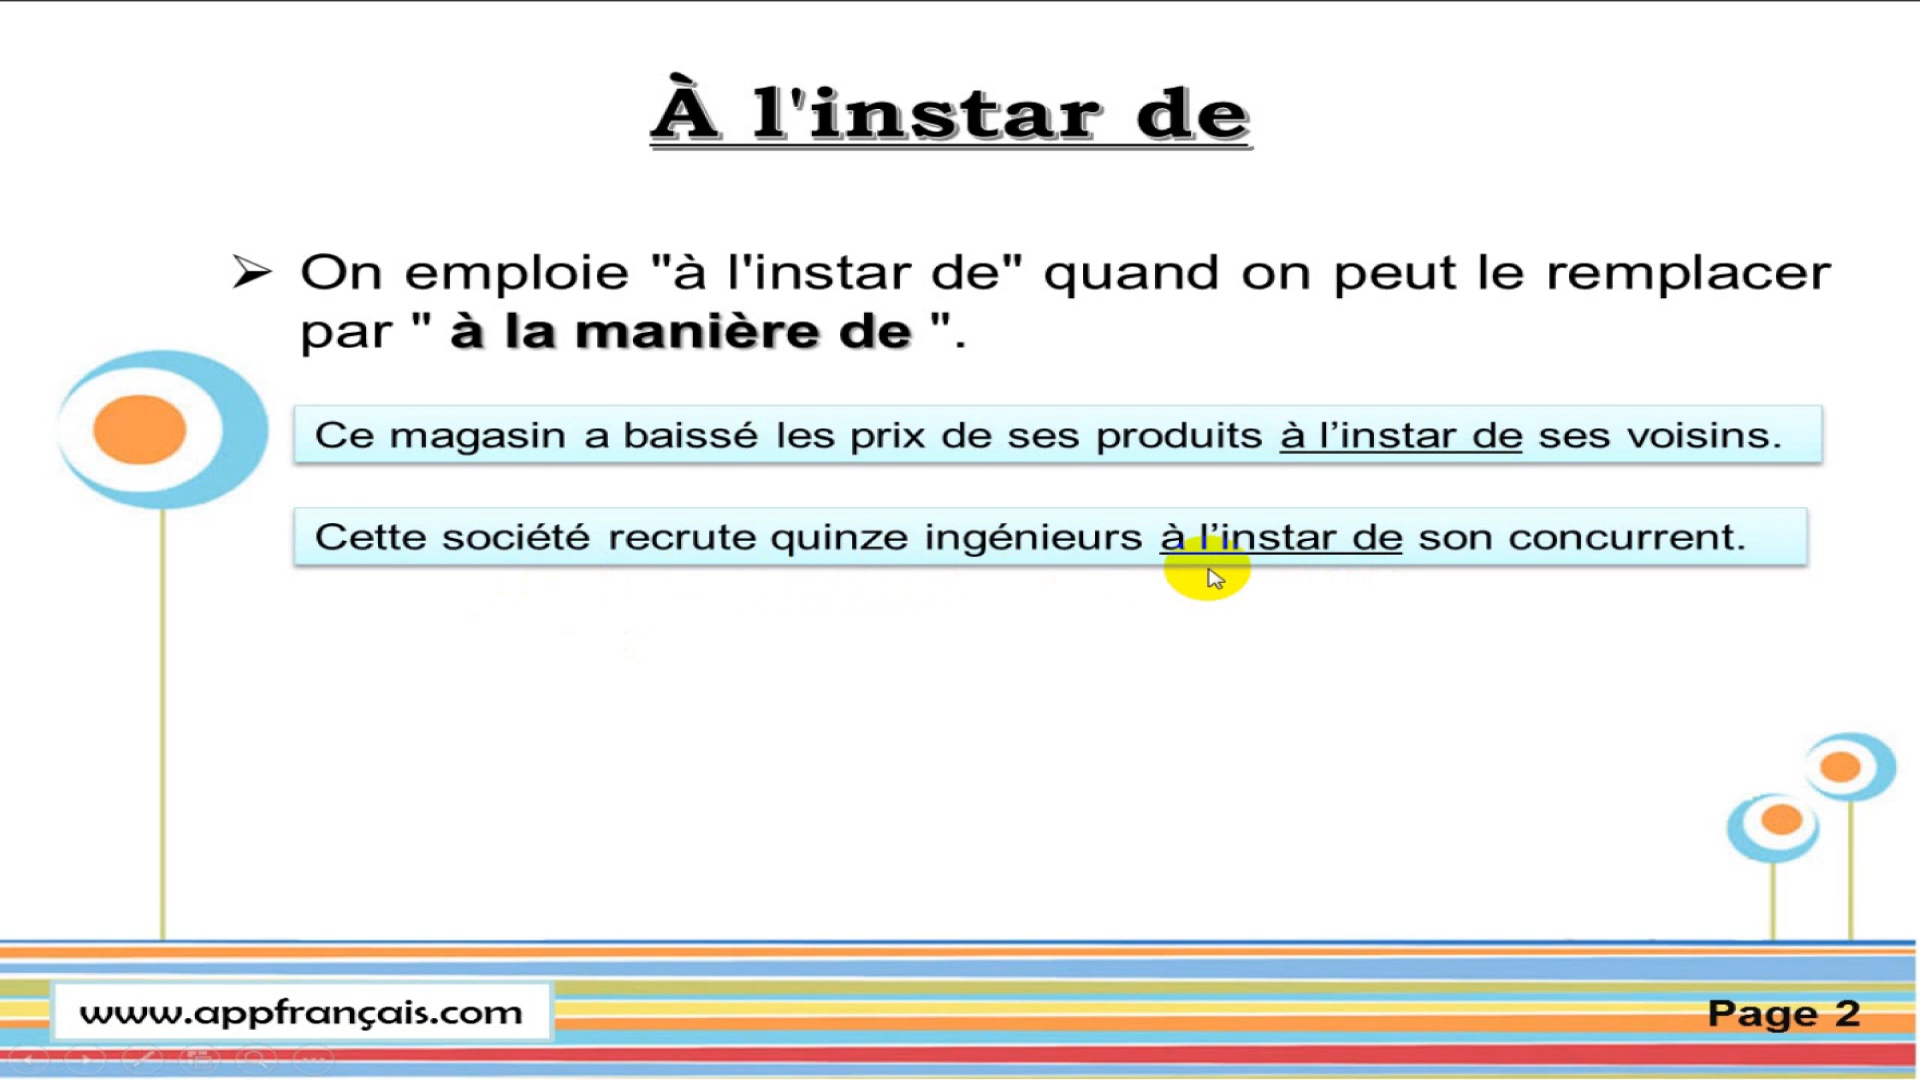 À l'instar de
➢ On emploie "à l'instar de" quand on peut le remplacer
par " à la manière de ".
Ce magasin a baissé les prix de ses produits à l’instar de ses voisins.
Cette société recrute quinze ingénieurs à l’instar de son concurrent.
www.appfrançais.com
Page 2